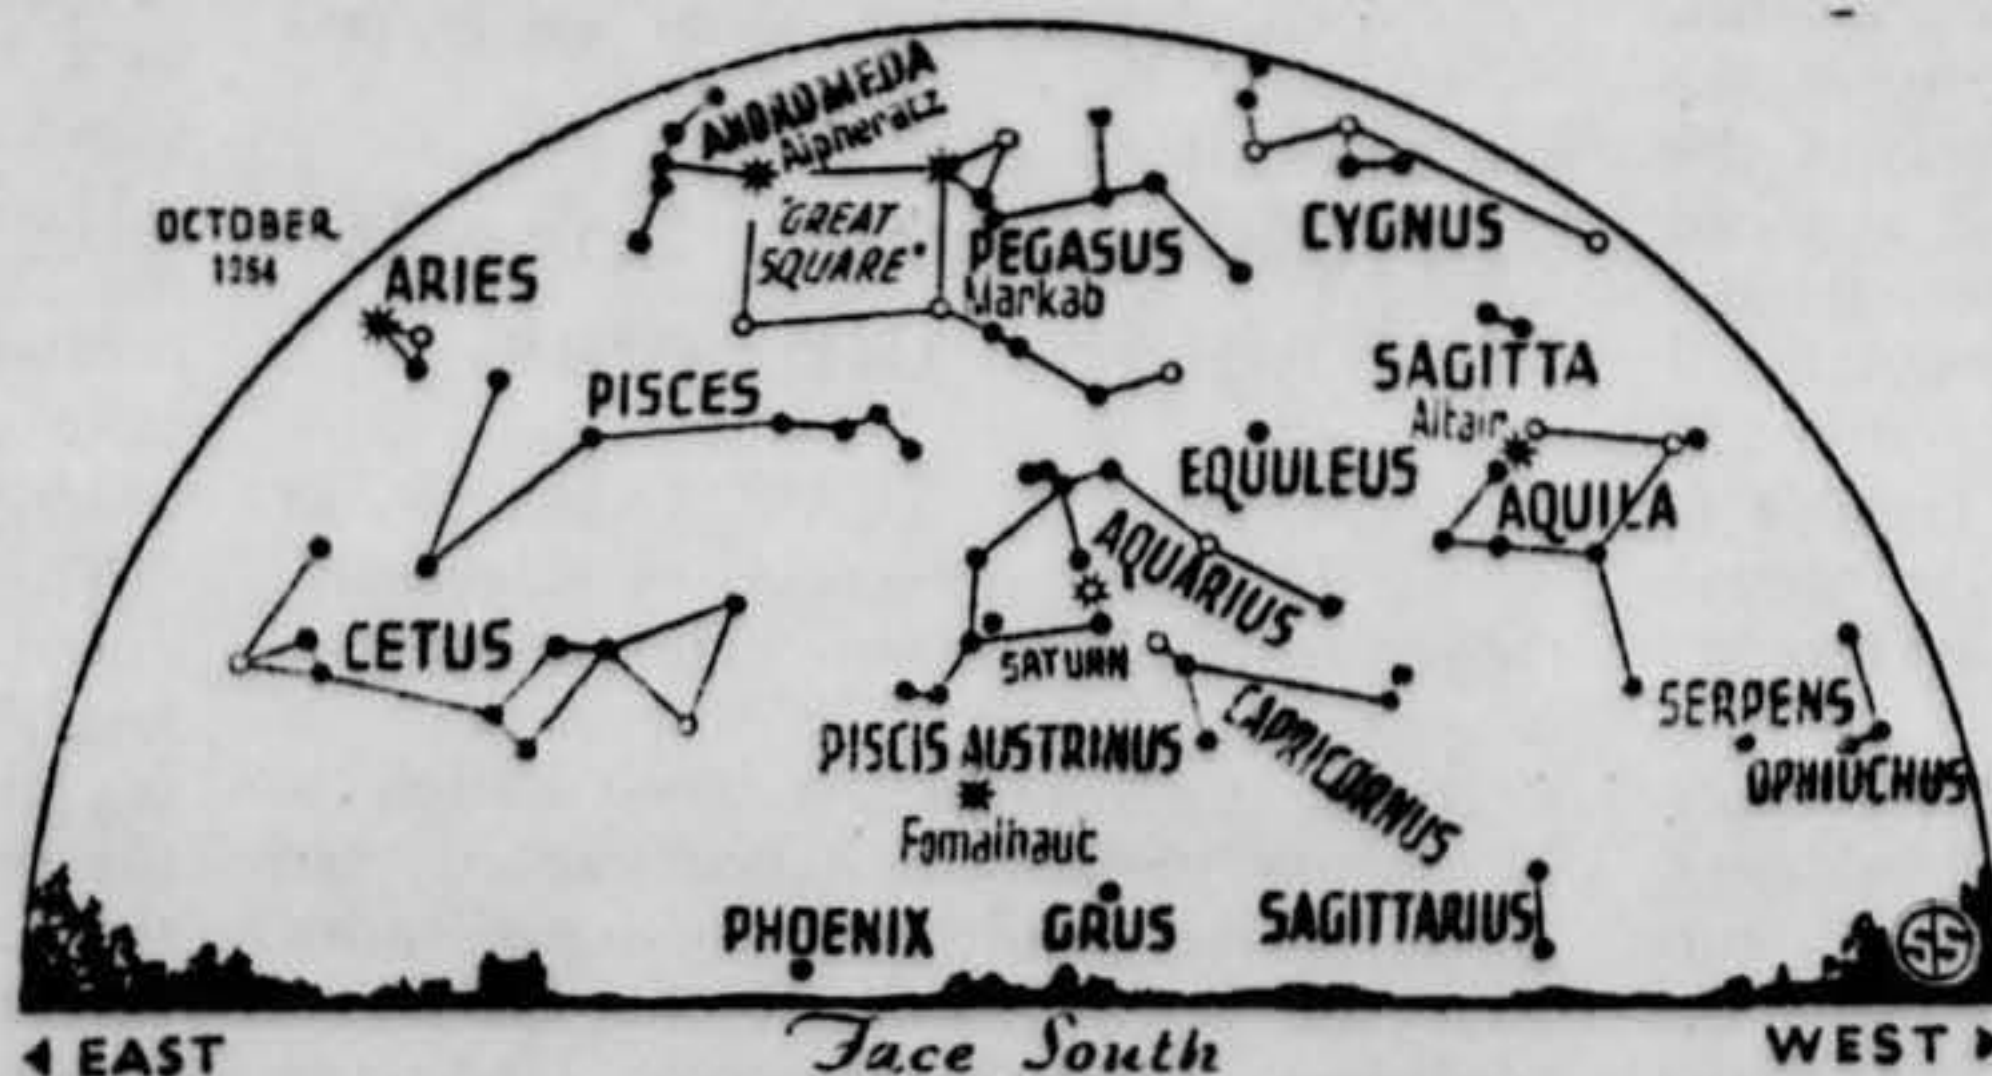 ANDROMEDA
Alpheratz
OCTOBER
ARIES
"GREAT
SQUARE"
PEGASUS
Markab
CYGNUS
SAGITTA
Altair
PISCES
EQUULEUS
AQUILA
AQUARIUS
CETUS
SATURN
SERPENS
PISCIS AUSTRINUS
CAPRICORNUS
OPHIUCHUS
Fomalhaut
PHOENIX
GRUS
SAGITTARIUS
SS
EAST
Face South
WEST